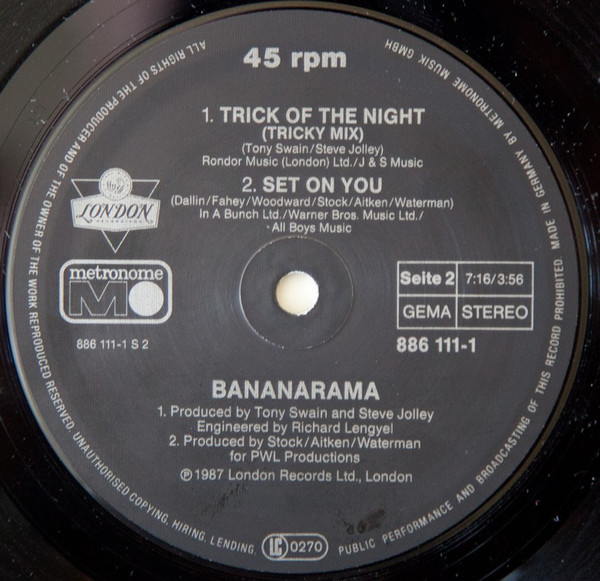 45 rpm
1. TRICK OF THE NIGHT
(TRICKY MIX)
(Tony Swain/Steve Jolley)
Rondor Music (London) Ltd./J & S Music
2. SET ON YOU
(Dallin/Fahey/Woodward/Stock/Aitken/Waterman)
In A Bunch Ltd./Warner Bros. Music Ltd./
All Boys Music
LONDON
metronome
886 111-1 S 2
Seite 2 7:16/3:56
GEMA STEREO
886 111-1
BANANARAMA
1. Produced by Tony Swain and Steve Jolley
Engineered by Richard Lengyel
2. Produced by Stock/Aitken/Waterman
for PWL Productions
℗ 1987 London Records Ltd., London
LC 0270
ALL RIGHTS OF THE PRODUCER AND OF THE OWNER OF THE WORK REPRODUCED RESERVED. UNAUTHORISED COPYING, HIRING, LENDING, PUBLIC PERFORMANCE AND BROADCASTING OF THIS RECORD PROHIBITED. MADE IN GERMANY BY METRONOME MUSIK GMBH